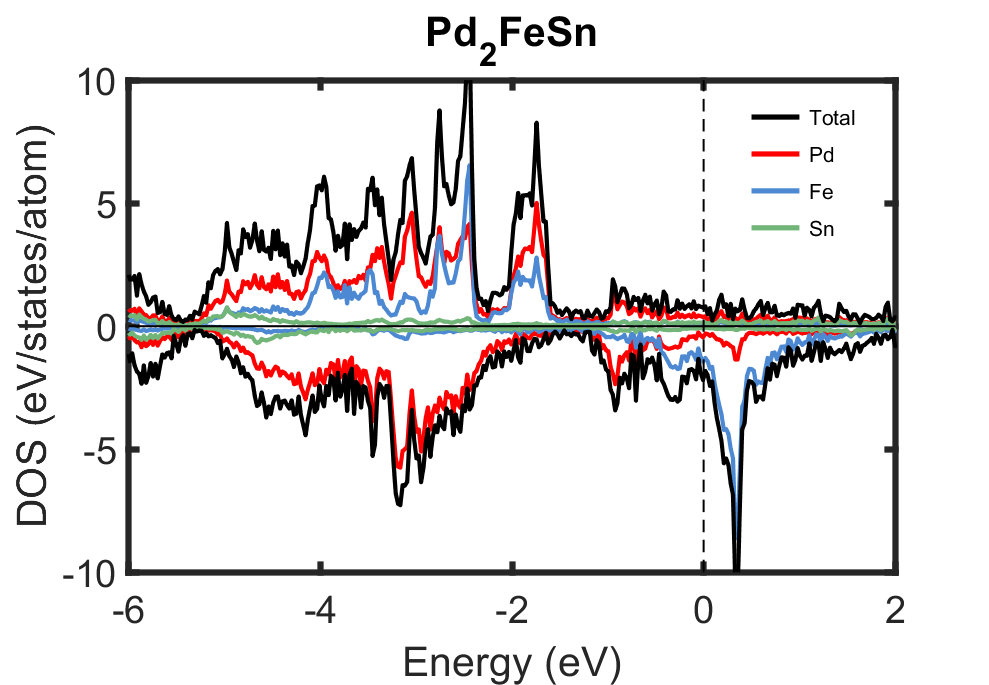 Pd₂FeSn
10
5
0
-5
-10
DOS (eV/states/atom)
Total
Pd
Fe
Sn
-6 -4 -2 0 2
Energy (eV)